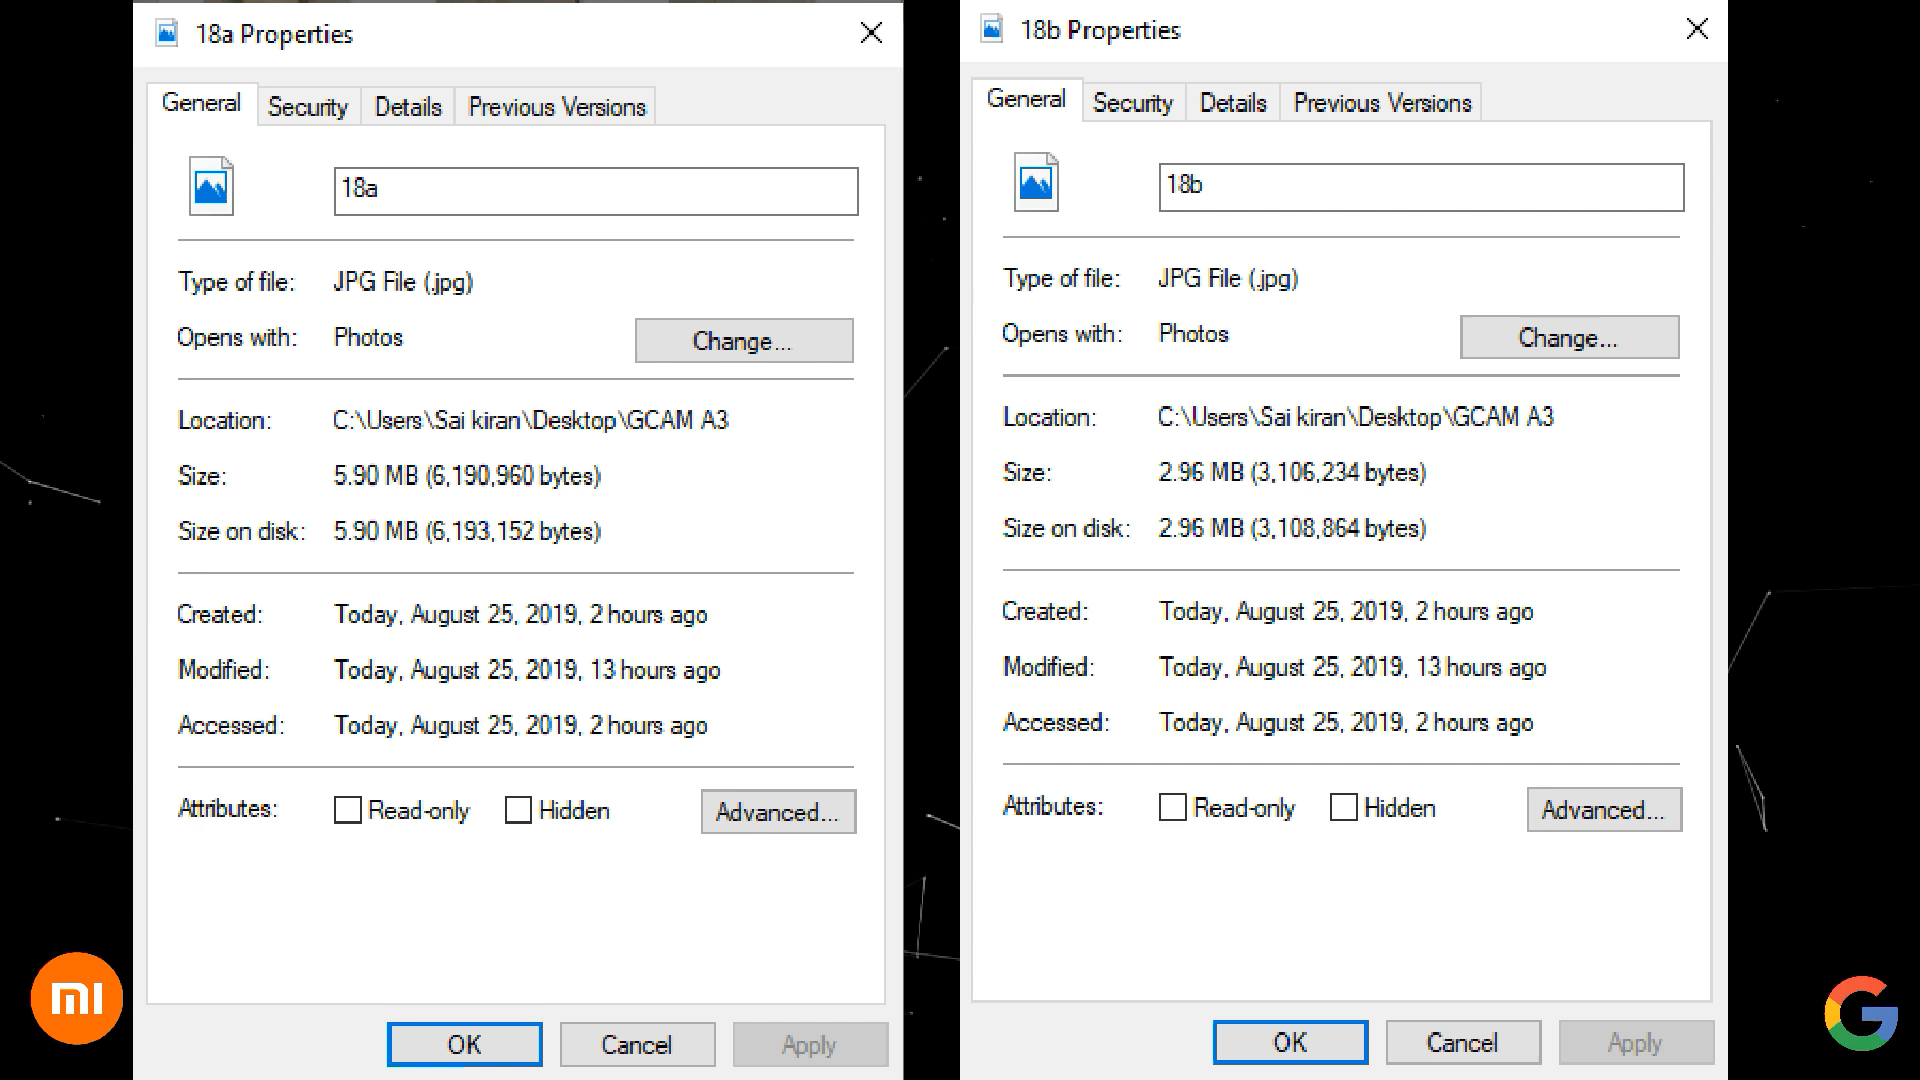 18a Properties
General Security Details Previous Versions
18a
Type of file: JPG File (.jpg)
Opens with: Photos Change...
Location: C:\Users\Sai kiran\Desktop\GCAM A3
Size: 5.90 MB (6,190,960 bytes)
Size on disk: 5.90 MB (6,193,152 bytes)
Created: Today, August 25, 2019, 2 hours ago
Modified: Today, August 25, 2019, 13 hours ago
Accessed: Today, August 25, 2019, 2 hours ago
Attributes: Read-only Hidden Advanced...
OK Cancel Apply
mi
18b Properties
General Security Details Previous Versions
18b
Type of file: JPG File (.jpg)
Opens with: Photos Change...
Location: C:\Users\Sai kiran\Desktop\GCAM A3
Size: 2.96 MB (3,106,234 bytes)
Size on disk: 2.96 MB (3,108,864 bytes)
Created: Today, August 25, 2019, 2 hours ago
Modified: Today, August 25, 2019, 13 hours ago
Accessed: Today, August 25, 2019, 2 hours ago
Attributes: Read-only Hidden Advanced...
OK Cancel Apply
G